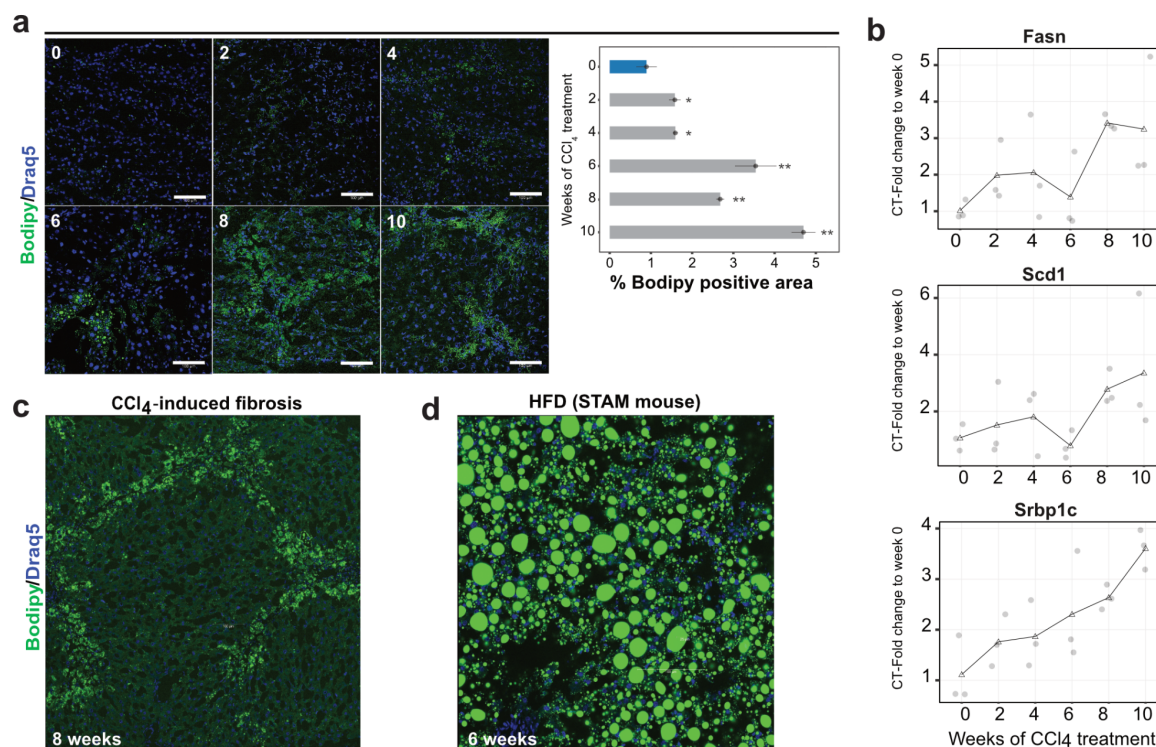 a
0
2
4
6
8
10
Bodipy/Draq5
Weeks of CCl4 treatment
0
2
4
6
8
10
*
*
**
**
**
0 1 2 3 4 5
% Bodipy positive area
b
Fasn
CT-Fold change to week 0
5
4
3
2
1
0 2 4 6 8 10
Scd1
CT-Fold change to week 0
6
4
2
0 2 4 6 8 10
Srbp1c
CT-Fold change to week 0
4
3
2
1
0 2 4 6 8 10
Weeks of CCl4 treatment
c
CCl4-induced fibrosis
Bodipy/Draq5
8 weeks
d
HFD (STAM mouse)
6 weeks